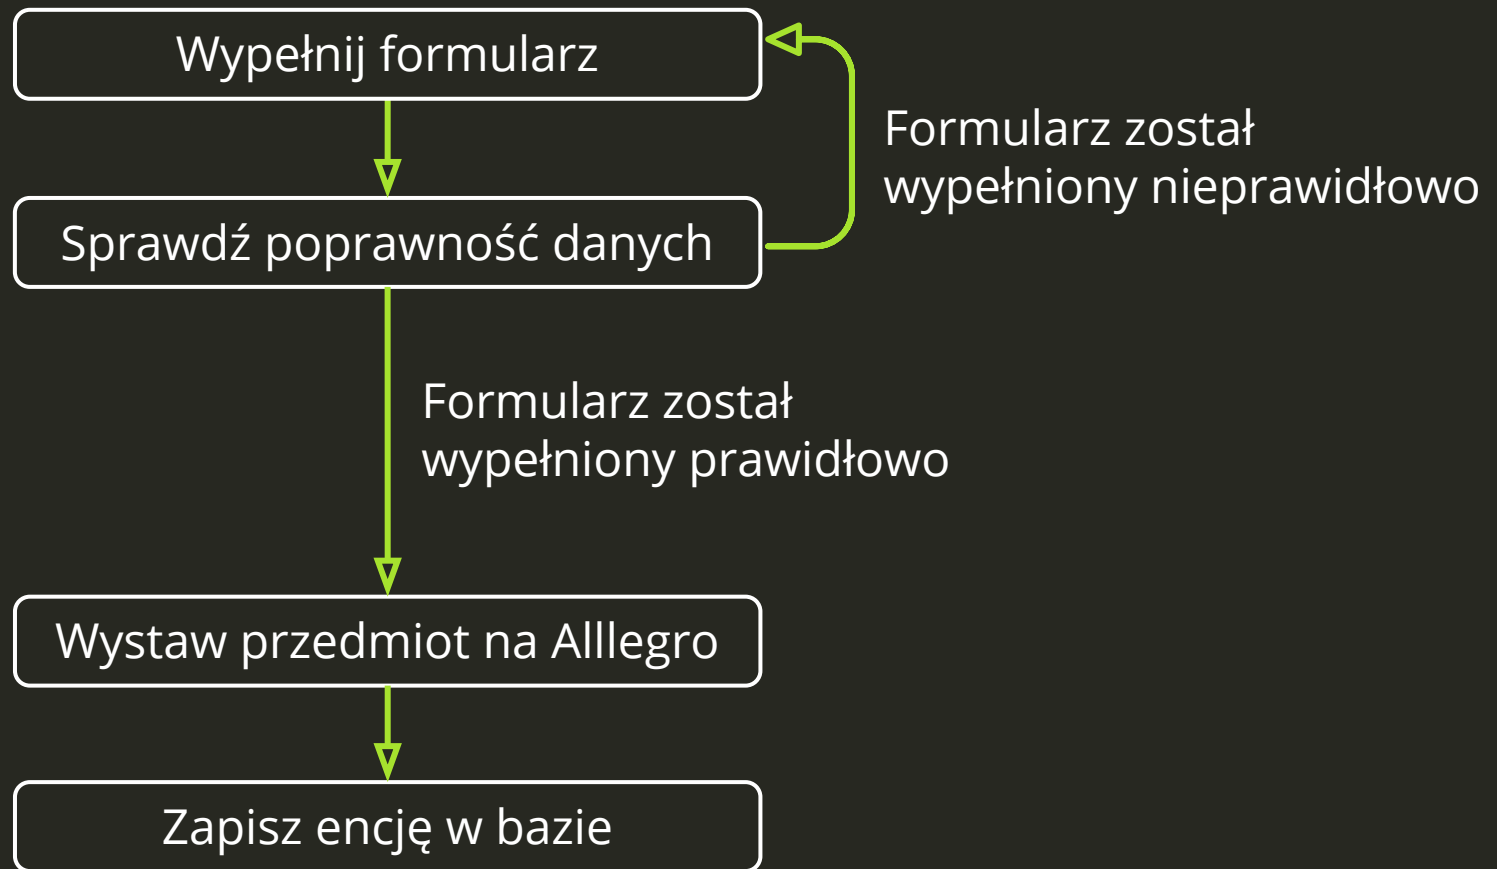 Wypełnij formularz
Formularz został
wypełniony nieprawidłowo
Sprawdź poprawność danych
Formularz został
wypełniony prawidłowo
Wystaw przedmiot na Alllegro
Zapisz encję w bazie